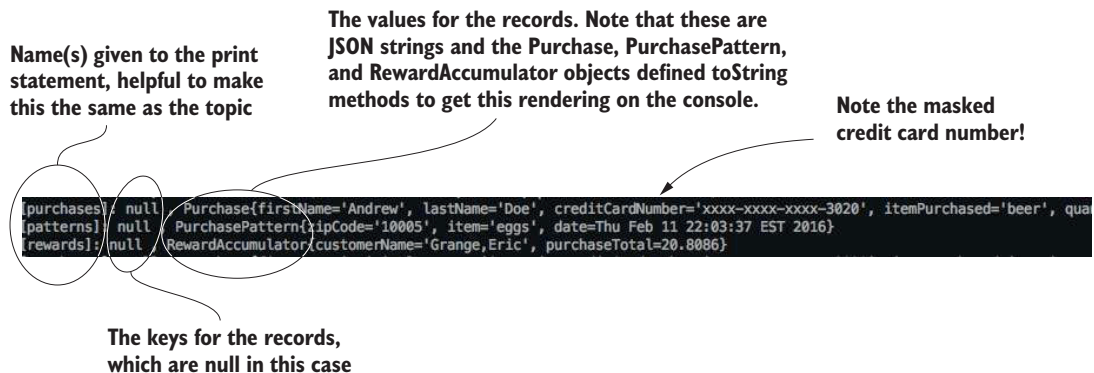 The values for the records. Note that these are
JSON strings and the Purchase, PurchasePattern,
and RewardAccumulator objects defined toString
methods to get this rendering on the console.
Name(s) given to the print
statement, helpful to make
this the same as the topic
Note the masked
credit card number!
[purchases]: null , Purchase{firstName='Andrew', lastName='Doe', creditCardNumber='xxxx-xxxx-xxxx-3020', itemPurchased='beer', quan
[patterns]: null , PurchasePattern{zipCode='10005', item='eggs', date=Thu Feb 11 22:03:37 EST 2016}
[rewards]: null , RewardAccumulator{customerName='Grange,Eric', purchaseTotal=20.8086}
The keys for the records,
which are null in this case